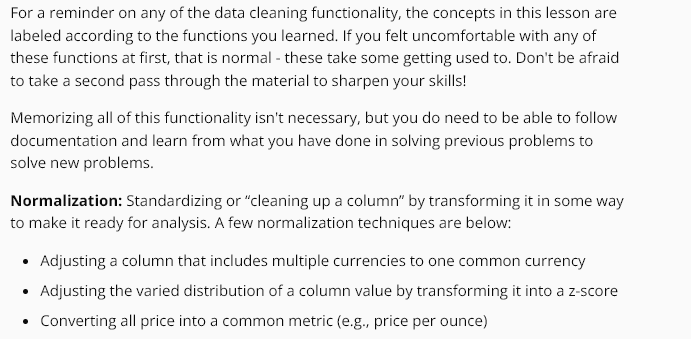 For a reminder on any of the data cleaning functionality, the concepts in this lesson are
labeled according to the functions you learned. If you felt uncomfortable with any of
these functions at first, that is normal - these take some getting used to. Don't be afraid
to take a second pass through the material to sharpen your skills!
Memorizing all of this functionality isn't necessary, but you do need to be able to follow
documentation and learn from what you have done in solving previous problems to
solve new problems.
Normalization: Standardizing or “cleaning up a column” by transforming it in some way
to make it ready for analysis. A few normalization techniques are below:
• Adjusting a column that includes multiple currencies to one common currency
• Adjusting the varied distribution of a column value by transforming it into a z-score
• Converting all price into a common metric (e.g., price per ounce)